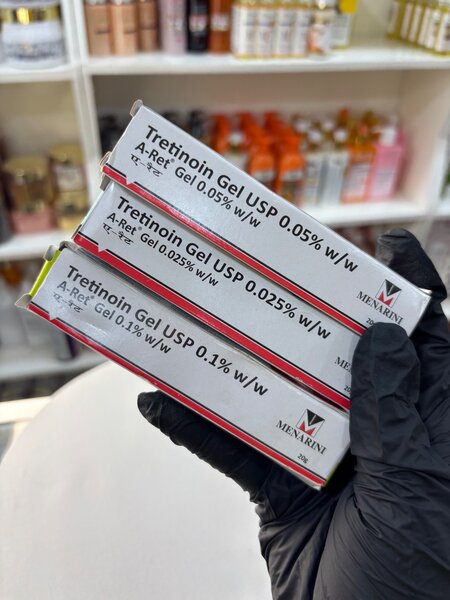 Tretinoin Gel USP 0.05% w/w
A-Ret® Gel 0.05% w/w
ए-रेट
MENARINI
Tretinoin Gel USP 0.025% w/w
A-Ret® Gel 0.025% w/w
ए-रेट
Tretinoin Gel USP 0.1% w/w
A-Ret® Gel 0.1% w/w
ए-रेट
MENARINI
20g